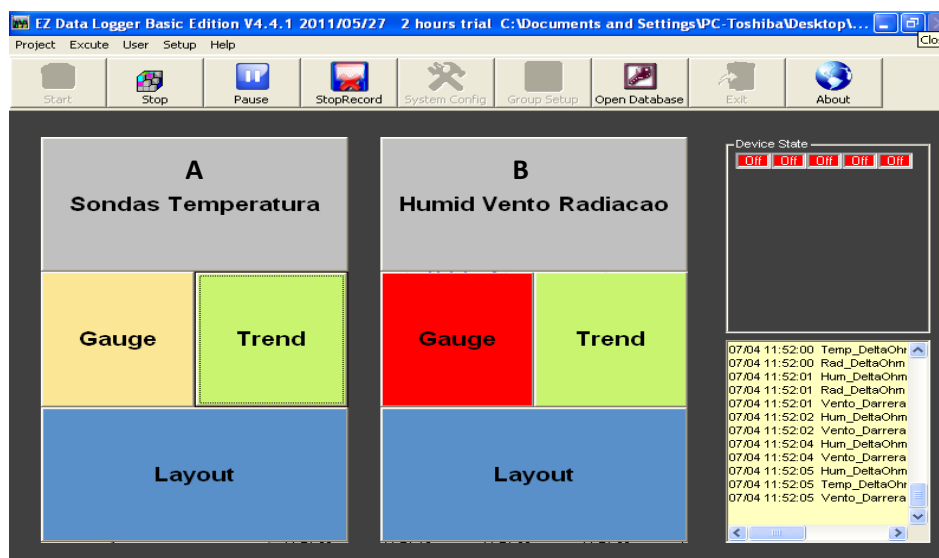 EZ Data Logger Basic Edition V4.4.1 2011/05/27 2 hours trial C:\Documents and Settings\PC-Toshiba\Desktop\...
Clo
Project Excute User Setup Help
Start Stop Pause StopRecord System Config Group Setup Open Database Exit About
A
Sondas Temperatura
Gauge Trend
Layout
B
Humid Vento Radiacao
Gauge Trend
Layout
Device State
Off Off Off Off Off
07/04 11:52:00 Temp_DeltaOhr
07/04 11:52:00 Rad_DeltaOhm
07/04 11:52:01 Hum_DeltaOhm
07/04 11:52:01 Rad_DeltaOhm
07/04 11:52:01 Vento_Darrera
07/04 11:52:02 Hum_DeltaOhm
07/04 11:52:02 Vento_Darrera
07/04 11:52:04 Hum_DeltaOhm
07/04 11:52:04 Vento_Darrera
07/04 11:52:05 Hum_DeltaOhm
07/04 11:52:05 Temp_DeltaOhr
07/04 11:52:05 Vento_Darrera